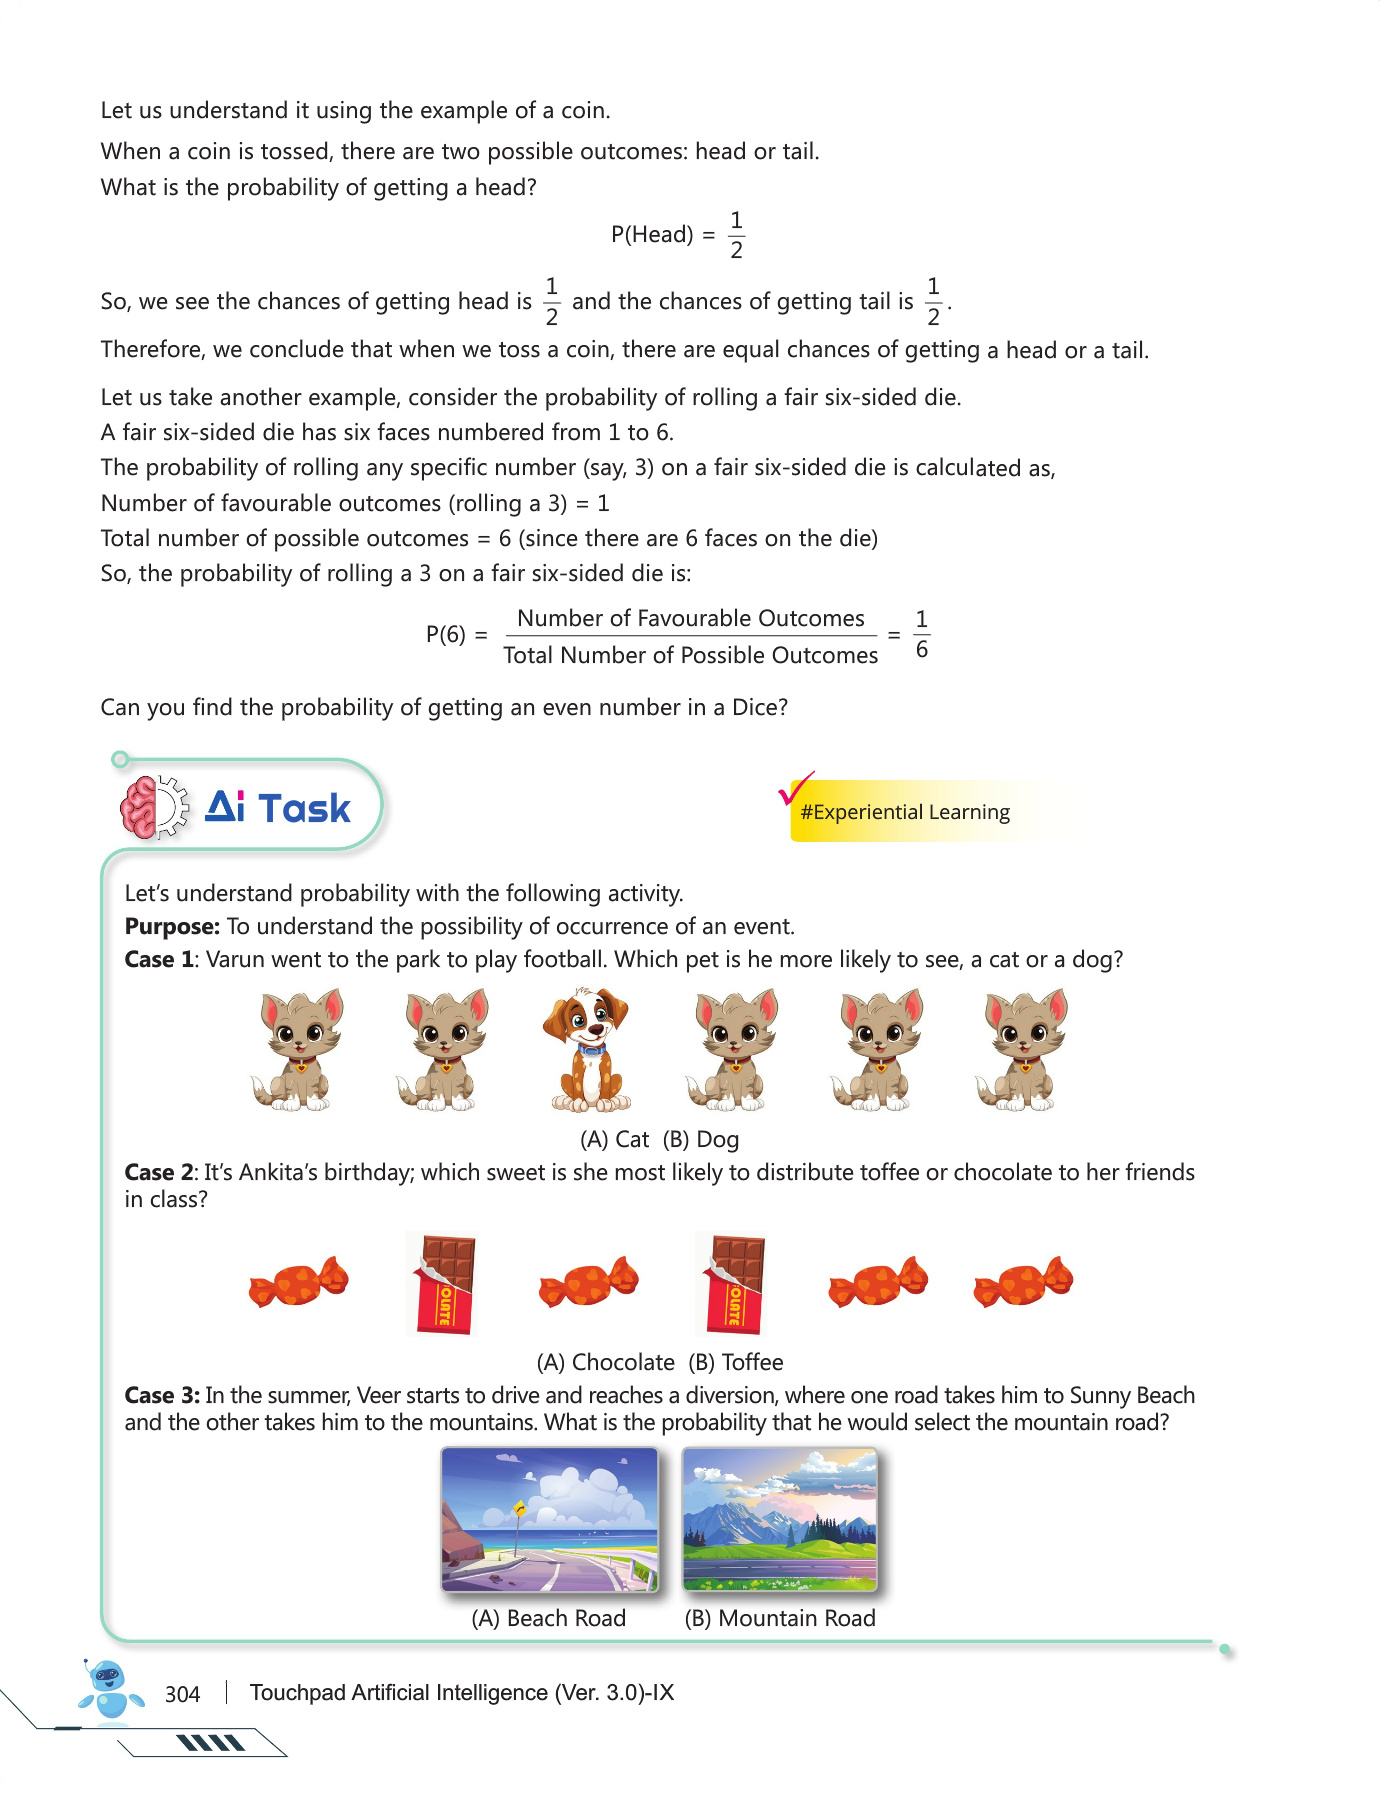 Let us understand it using the example of a coin.
When a coin is tossed, there are two possible outcomes: head or tail.
What is the probability of getting a head?
P(Head) = 1/2
So, we see the chances of getting head is 1/2 and the chances of getting tail is 1/2.
Therefore, we conclude that when we toss a coin, there are equal chances of getting a head or a tail.
Let us take another example, consider the probability of rolling a fair six-sided die.
A fair six-sided die has six faces numbered from 1 to 6.
The probability of rolling any specific number (say, 3) on a fair six-sided die is calculated as,
Number of favourable outcomes (rolling a 3) = 1
Total number of possible outcomes = 6 (since there are 6 faces on the die)
So, the probability of rolling a 3 on a fair six-sided die is:
P(6) = Number of Favourable Outcomes / Total Number of Possible Outcomes = 1/6
Can you find the probability of getting an even number in a Dice?
Ai Task
#Experiential Learning
Let's understand probability with the following activity.
Purpose: To understand the possibility of occurrence of an event.
Case 1: Varun went to the park to play football. Which pet is he more likely to see, a cat or a dog?
(A) Cat (B) Dog
Case 2: It's Ankita's birthday; which sweet is she most likely to distribute toffee or chocolate to her friends
in class?
OLATE
OLATE
(A) Chocolate (B) Toffee
Case 3: In the summer, Veer starts to drive and reaches a diversion, where one road takes him to Sunny Beach
and the other takes him to the mountains. What is the probability that he would select the mountain road?
(A) Beach Road (B) Mountain Road
304 | Touchpad Artificial Intelligence (Ver. 3.0)-IX